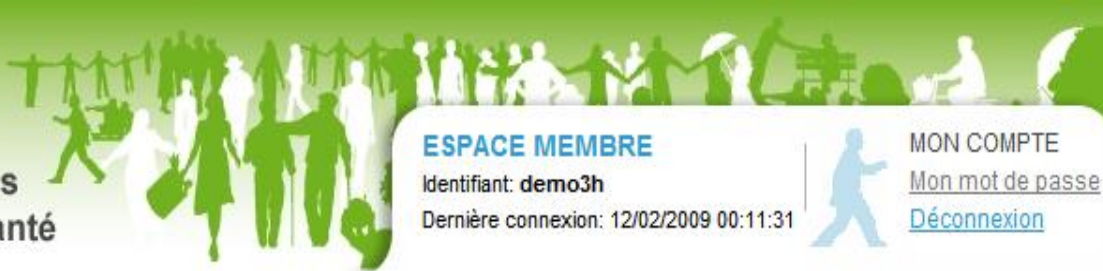 s
anté
ESPACE MEMBRE
Identifiant: demo3h
Dernière connexion: 12/02/2009 00:11:31
MON COMPTE
Mon mot de passe
Déconnexion